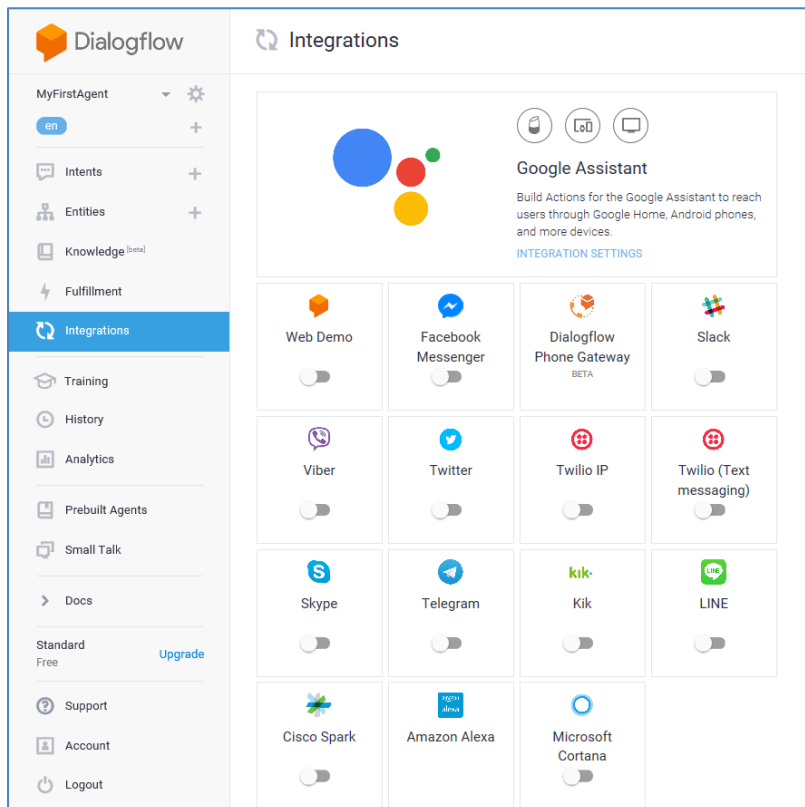 Dialogflow
Integrations
MyFirstAgent
en
Intents
Entities
Knowledge [beta]
Fulfillment
Integrations
Training
History
Analytics
Prebuilt Agents
Small Talk
Docs
Standard
Free
Upgrade
Support
Account
Logout
Google Assistant
Build Actions for the Google Assistant to reach
users through Google Home, Android phones,
and more devices.
INTEGRATION SETTINGS
Web Demo
Facebook
Messenger
Dialogflow
Phone Gateway
BETA
Slack
Viber
Twitter
Twilio IP
Twilio (Text
messaging)
Skype
Telegram
kik
Kik
LINE
LINE
Cisco Spark
amazon
alexa
Amazon Alexa
Microsoft
Cortana